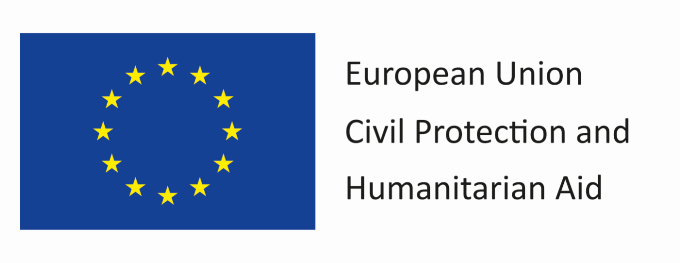 European Union
Civil Protection and
Humanitarian Aid